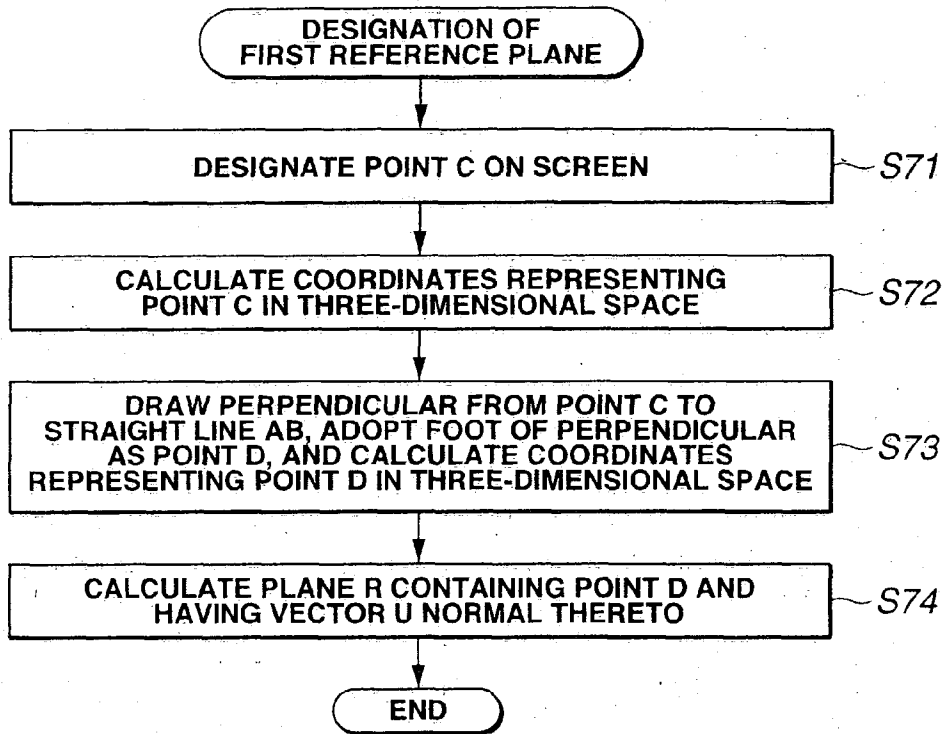 DESIGNATION OF
FIRST REFERENCE PLANE
DESIGNATE POINT C ON SCREEN
S71
CALCULATE COORDINATES REPRESENTING
POINT C IN THREE-DIMENSIONAL SPACE
S72
DRAW PERPENDICULAR FROM POINT C TO
STRAIGHT LINE AB, ADOPT FOOT OF PERPENDICULAR
AS POINT D, AND CALCULATE COORDINATES
REPRESENTING POINT D IN THREE-DIMENSIONAL SPACE
S73
CALCULATE PLANE R CONTAINING POINT D AND
HAVING VECTOR U NORMAL THERETO
S74
END